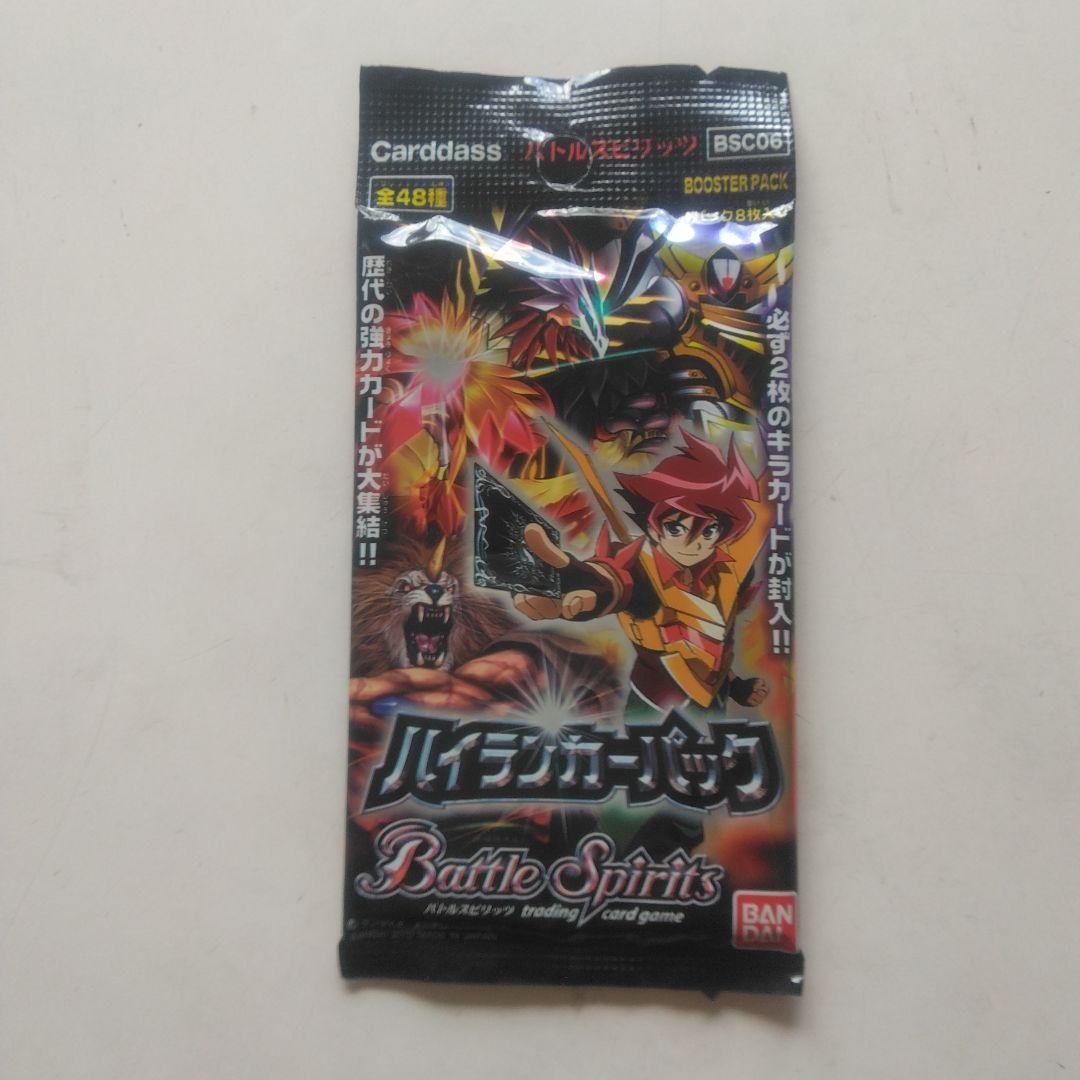 Carddass バトルスピリッツ BSC06
全48種
BOOSTER PACK
歴代の強力カードが大集結!!
必ず2枚のキラカードが封入!!
ハイランカーパック
Battle Spirits
バトルスピリッツ trading card game
BAN
DAI